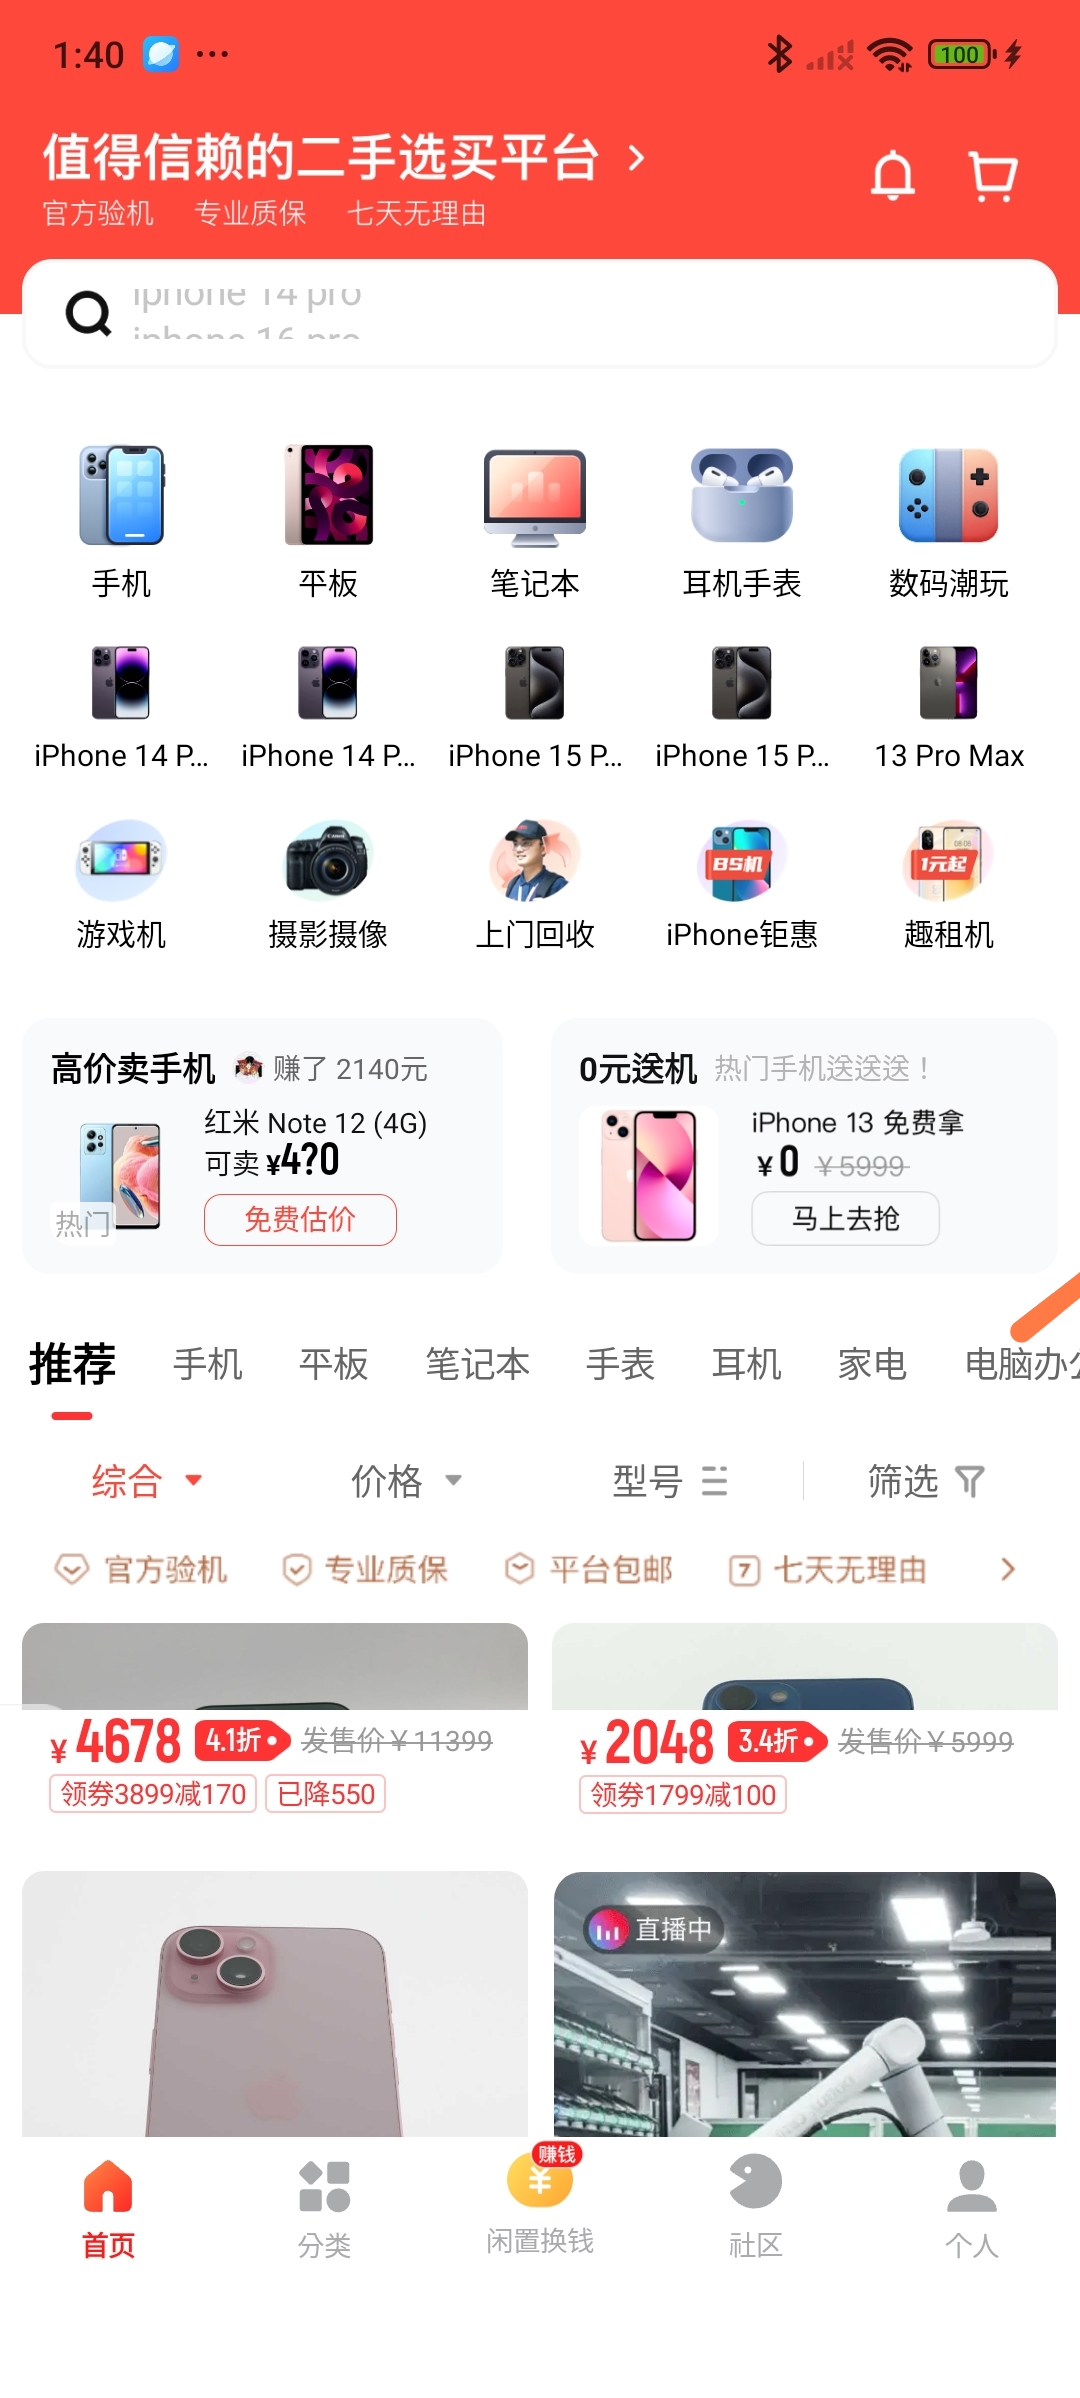 1:40
100
值得信赖的二手选买平台
官方验机 专业质保 七天无理由
iphone 14 pro
iphone 16 pro
手机 平板 笔记本 耳机手表 数码潮玩
iPhone 14 P... iPhone 14 P... iPhone 15 P... iPhone 15 P... 13 Pro Max
85机 1元起
游戏机 摄影摄像 上门回收 iPhone钜惠 趣租机
高价卖手机 赚了 2140元
红米 Note 12 (4G)
可卖 ¥4?0
热门
免费估价
0元送机 热门手机送送送！
iPhone 13 免费拿
¥0 ¥5999
马上去抢
推荐 手机 平板 笔记本 手表 耳机 家电 电脑办公
综合 价格 型号 筛选
官方验机 专业质保 平台包邮 7 七天无理由
¥4678 4.1折 发售价¥11399
领券3899减170 已降550
¥2048 3.4折 发售价¥5999
领券1799减100
直播中
赚钱
首页 分类 闲置换钱 社区 个人